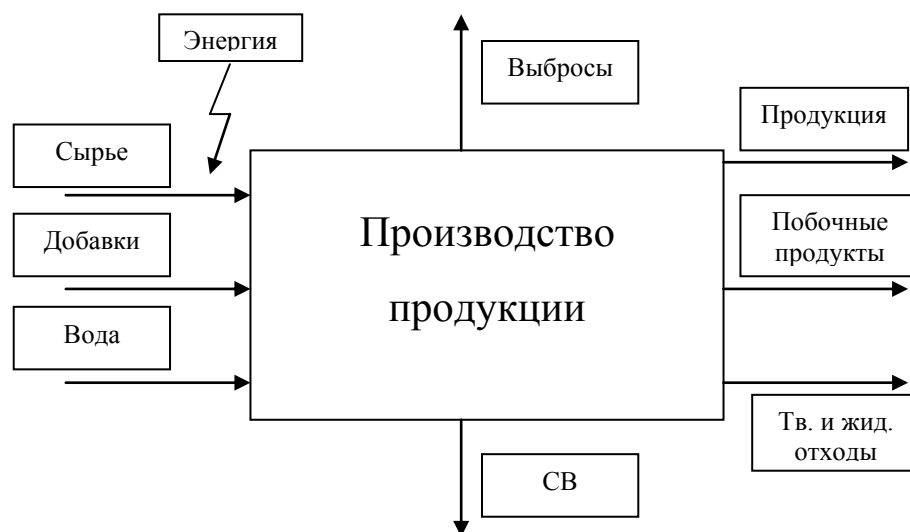 Энергия
Выбросы
Продукция
Сырье
Производство
продукции
Побочные
продукты
Добавки
Вода
Тв. и жид.
отходы
СВ